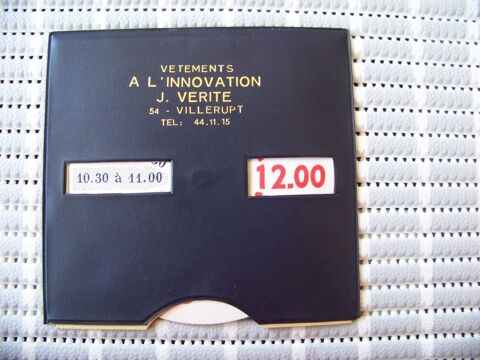 VETEMENTS
A L'INNOVATION
J. VERITE
54 - VILLERUPT
TEL: 44.11.15
10.30 à 11.00
12.00